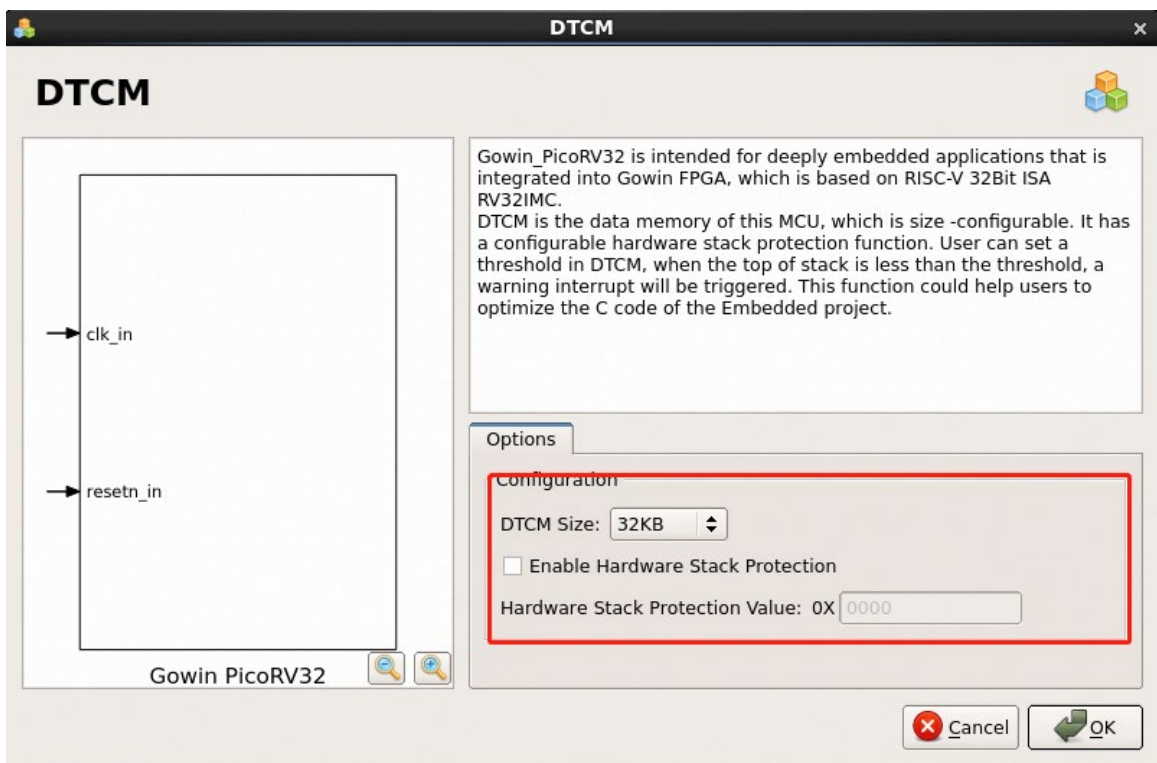 DTCM
DTCM
clk_in
resetn_in
Gowin PicoRV32
Gowin_PicoRV32 is intended for deeply embedded applications that is
integrated into Gowin FPGA, which is based on RISC-V 32Bit ISA
RV32IMC.
DTCM is the data memory of this MCU, which is size -configurable. It has
a configurable hardware stack protection function. User can set a
threshold in DTCM, when the top of stack is less than the threshold, a
warning interrupt will be triggered. This function could help users to
optimize the C code of the Embedded project.
Options
Configuration
DTCM Size: 32KB
Enable Hardware Stack Protection
Hardware Stack Protection Value: 0X 0000
Cancel OK